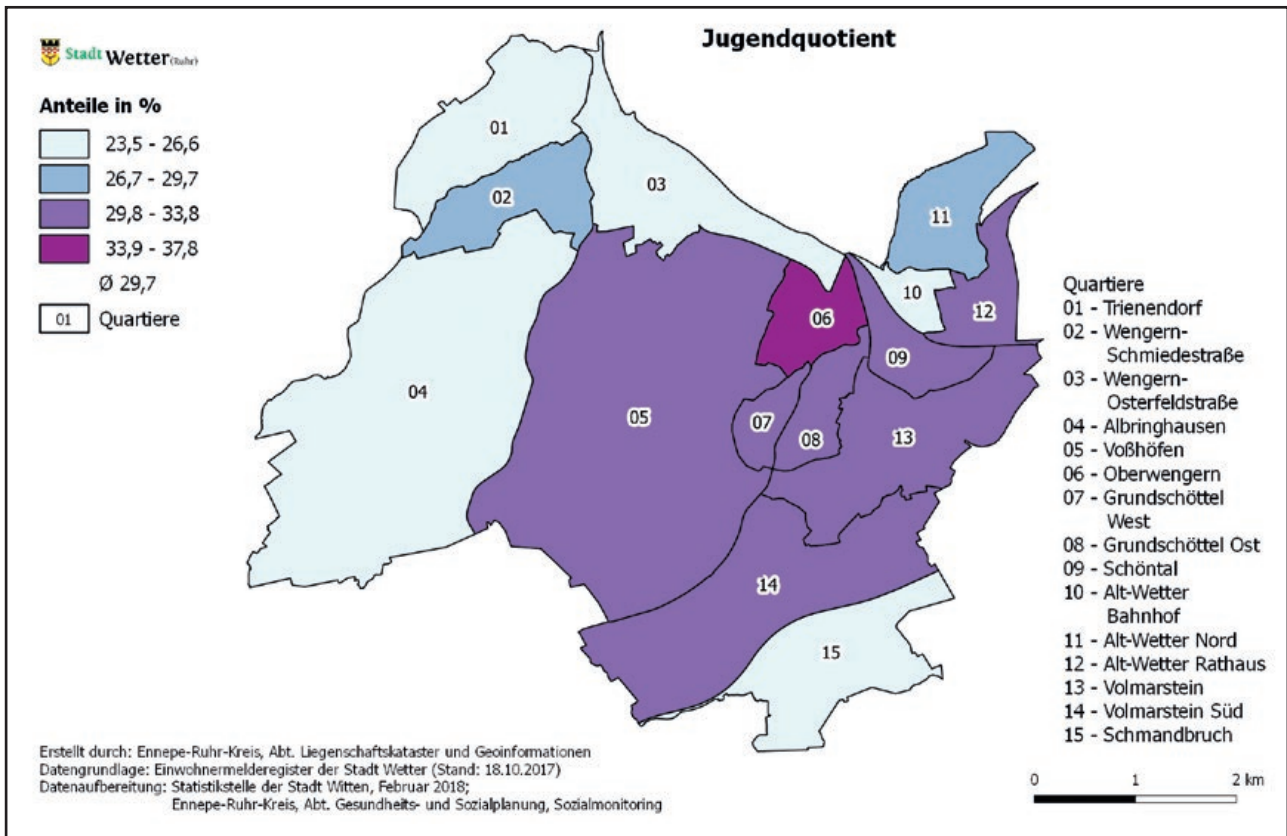 Jugendquotient
Stadt Wetter (Ruhr)
Anteile in %
23,5 - 26,6
26,7 - 29,7
29,8 - 33,8
33,9 - 37,8
Ø 29,7
01 Quartiere
01
02
03
04
05
06
07
08
09
10
11
12
13
14
15
Quartiere
01 - Trienendorf
02 - Wengern-
Schmiedestraße
03 - Wengern-
Osterfeldstraße
04 - Albringhausen
05 - Voßhöfen
06 - Oberwengern
07 - Grundschöttel
West
08 - Grundschöttel Ost
09 - Schöntal
10 - Alt-Wetter
Bahnhof
11 - Alt-Wetter Nord
12 - Alt-Wetter Rathaus
13 - Volmarstein
14 - Volmarstein Süd
15 - Schmandbruch
Erstellt durch: Ennepe-Ruhr-Kreis, Abt. Liegenschaftskataster und Geoinformationen
Datengrundlage: Einwohnermelderegister der Stadt Wetter (Stand: 18.10.2017)
Datenaufbereitung: Statistikstelle der Stadt Witten, Februar 2018;
Ennepe-Ruhr-Kreis, Abt. Gesundheits- und Sozialplanung, Sozialmonitoring
0 1 2 km